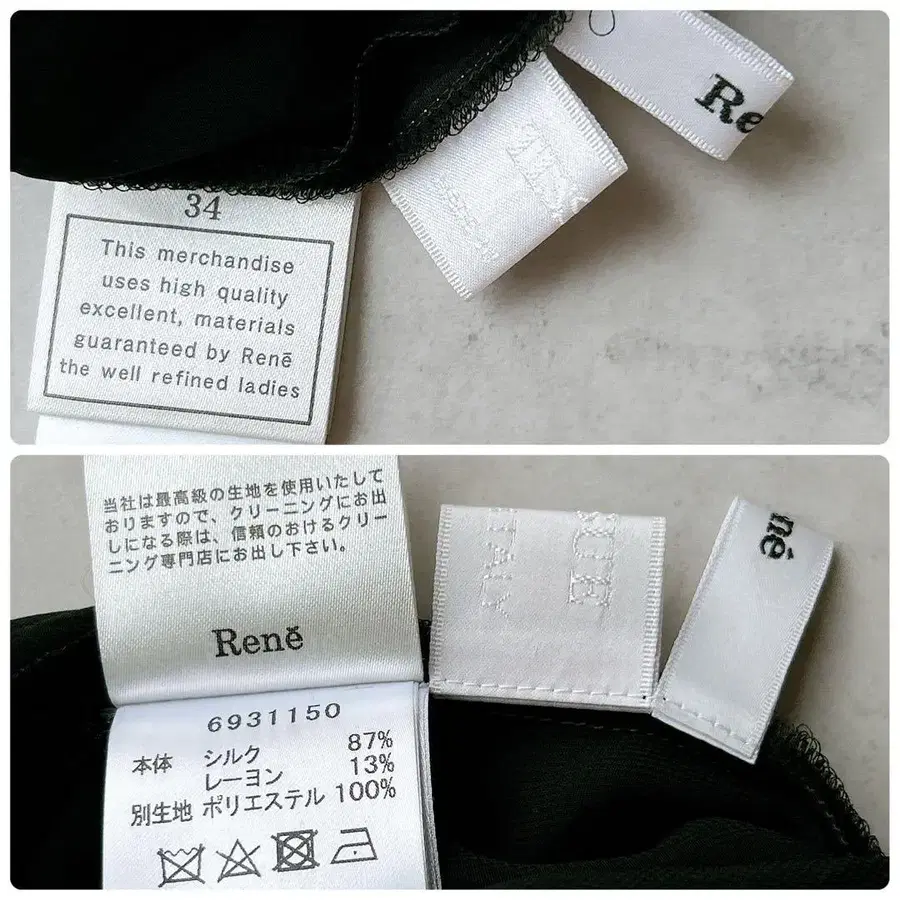 Re
34
This merchandise
uses high quality
excellent, materials
guaranteed by Renē
the well refined ladies
当社は最高級の生地を使用いたして
おりますので、クリーニングにお出
しになる際は、信頼のおけるクリー
ニング専門店にお出し下さい。
Renĕ
6931150
本体 シルク 87%
レーヨン 13%
別生地 ポリエステル 100%
ITALY
né